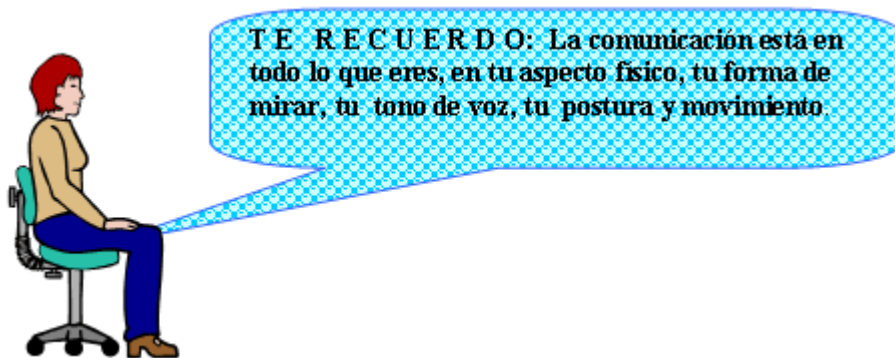 T E R E C U E R D O: La comunicación está en
todo lo que eres, en tu aspecto físico, tu forma de
mirar, tu tono de voz, tu postura y movimiento.